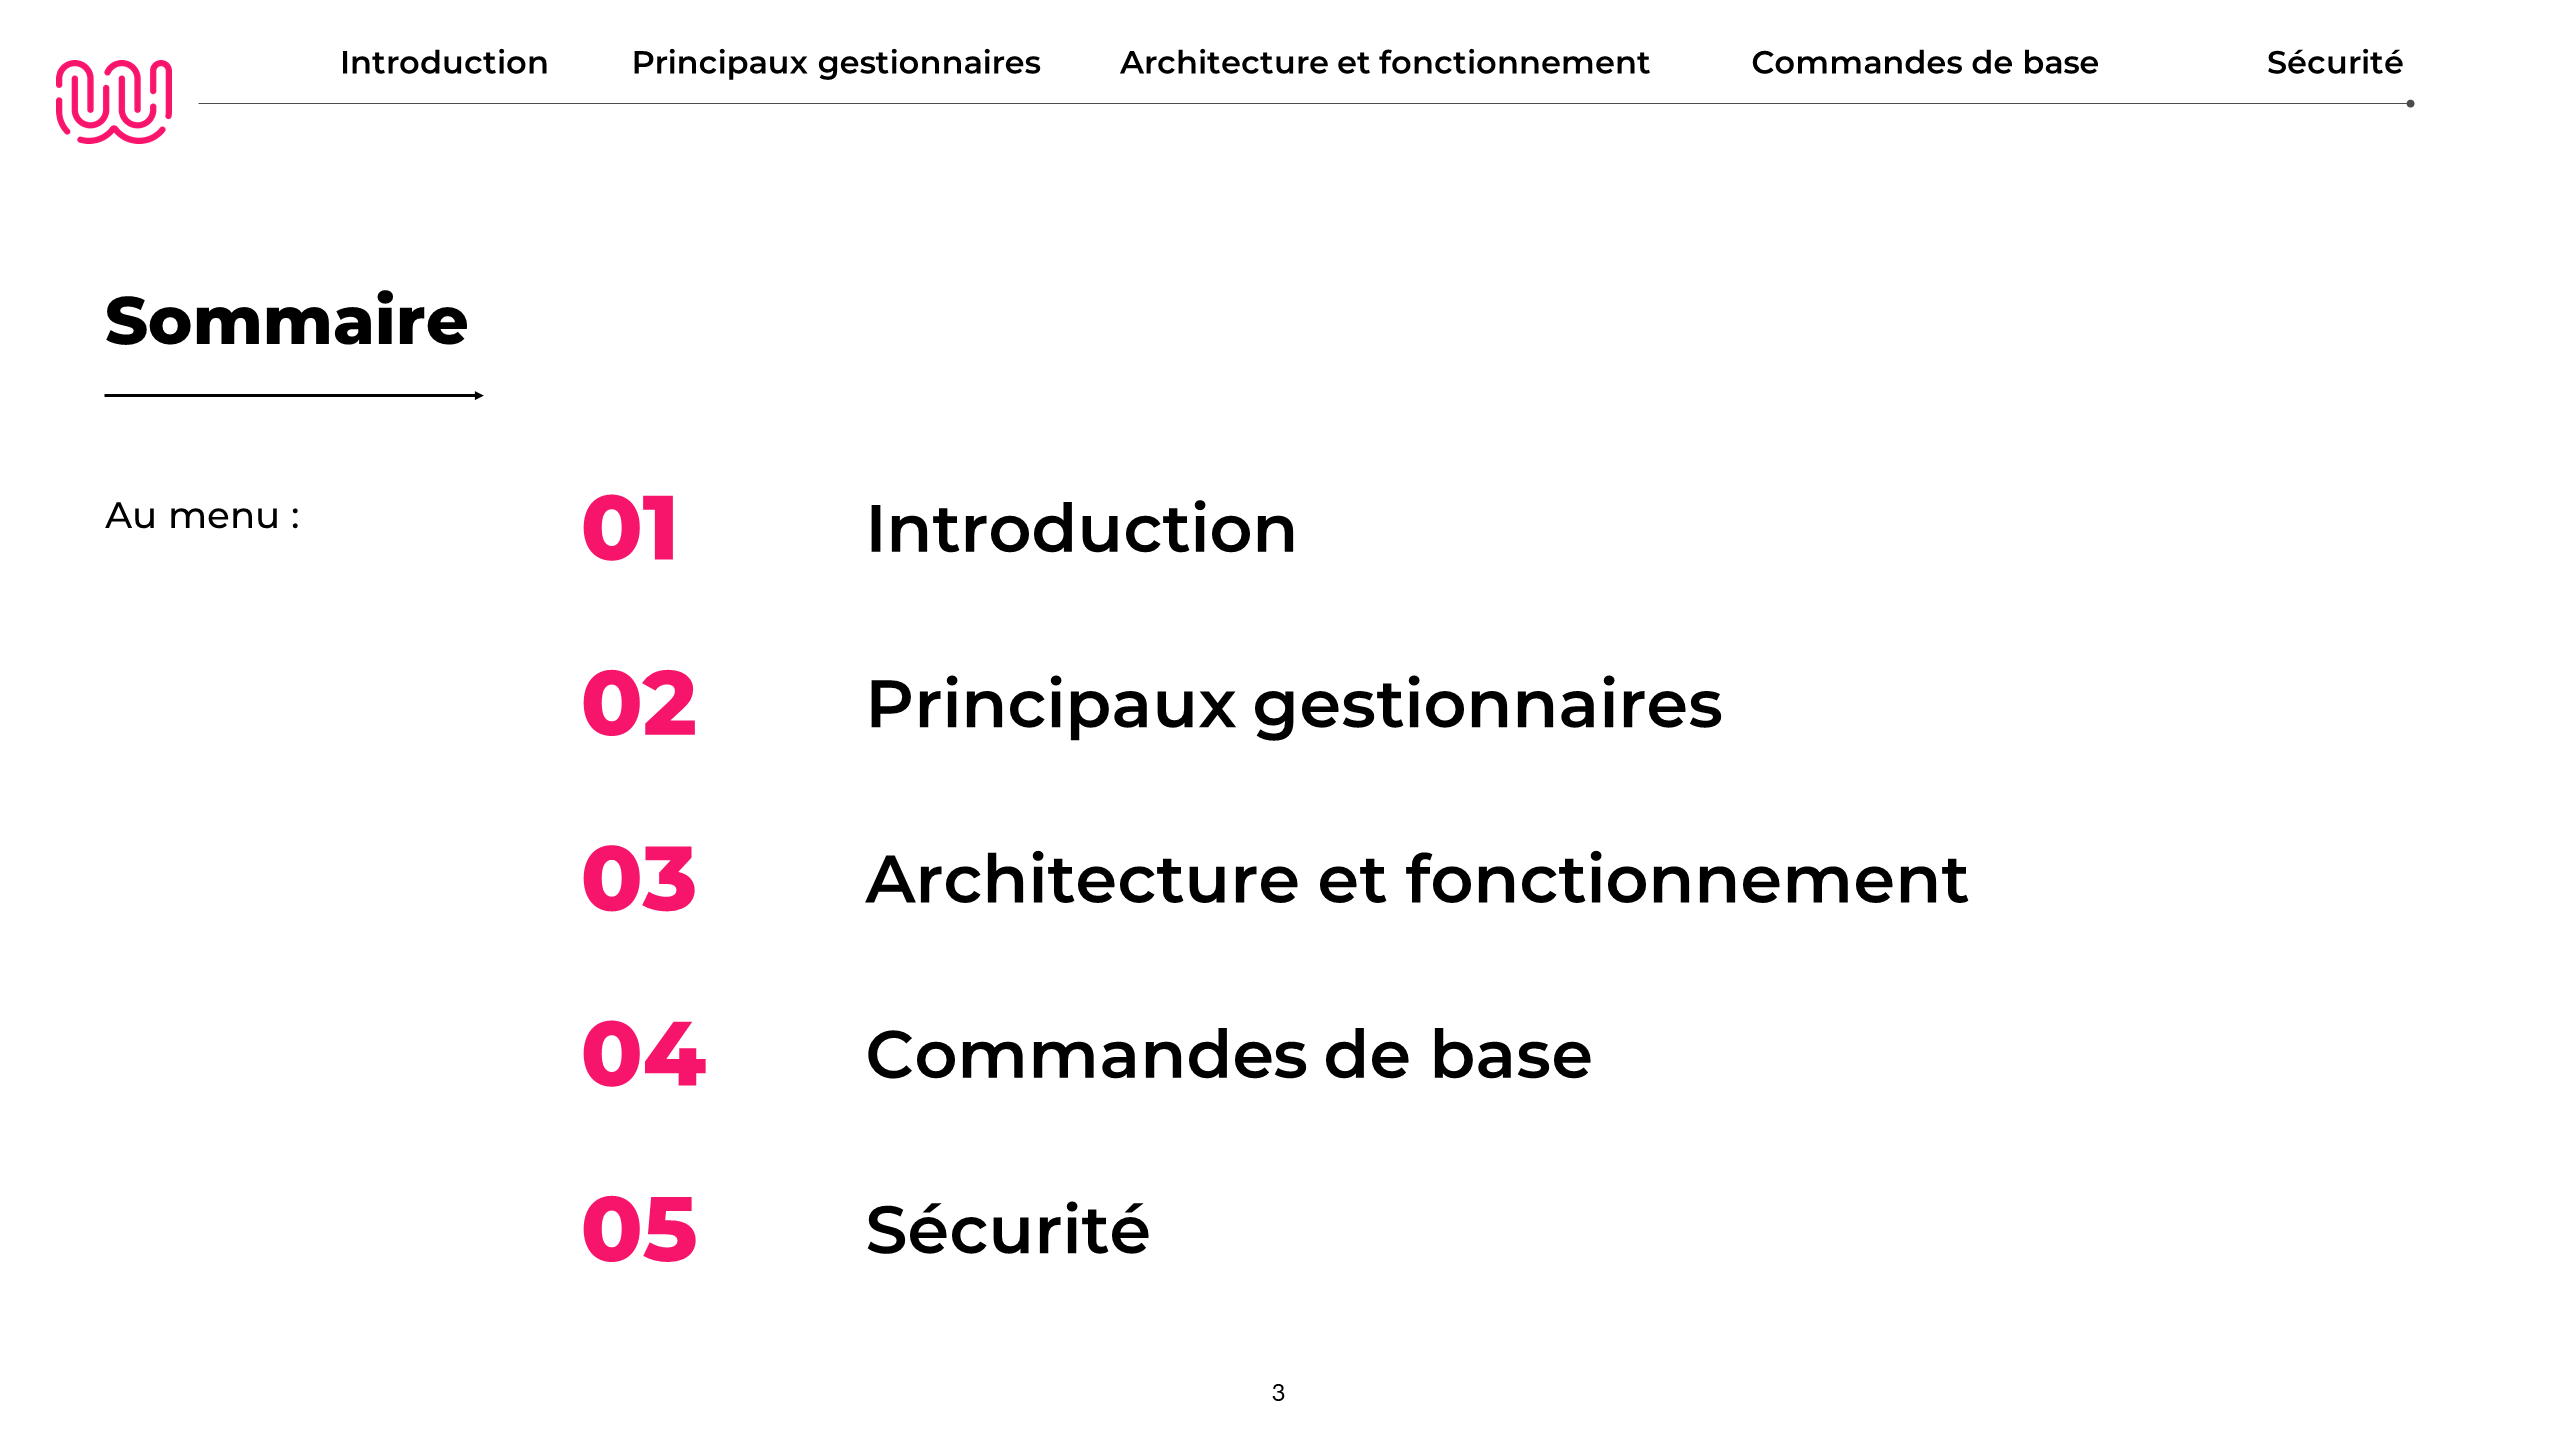 Introduction Principaux gestionnaires Architecture et fonctionnement Commandes de base Sécurité
Sommaire
Au menu :
01 Introduction
02 Principaux gestionnaires
03 Architecture et fonctionnement
04 Commandes de base
05 Sécurité
3